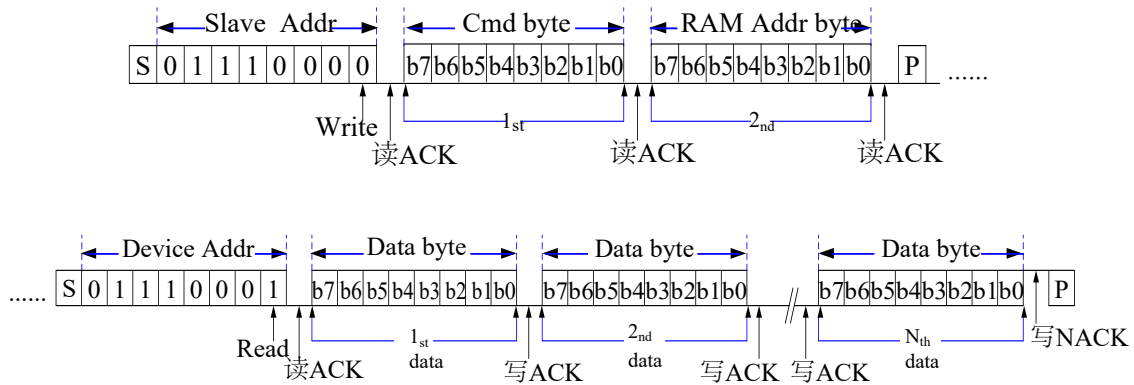 Slave Addr Cmd byte RAM Addr byte
S 0 1 1 1 0 0 0 0 b7 b6 b5 b4 b3 b2 b1 b0 b7 b6 b5 b4 b3 b2 b1 b0 P ......
Write 1st 2nd
读ACK 读ACK 读ACK
Device Addr Data byte Data byte Data byte
...... S 0 1 1 1 0 0 0 1 b7 b6 b5 b4 b3 b2 b1 b0 b7 b6 b5 b4 b3 b2 b1 b0 // b7 b6 b5 b4 b3 b2 b1 b0 P
Read 1st 2nd Nth 写NACK
读ACK data 写ACK data 写ACK 写ACK data